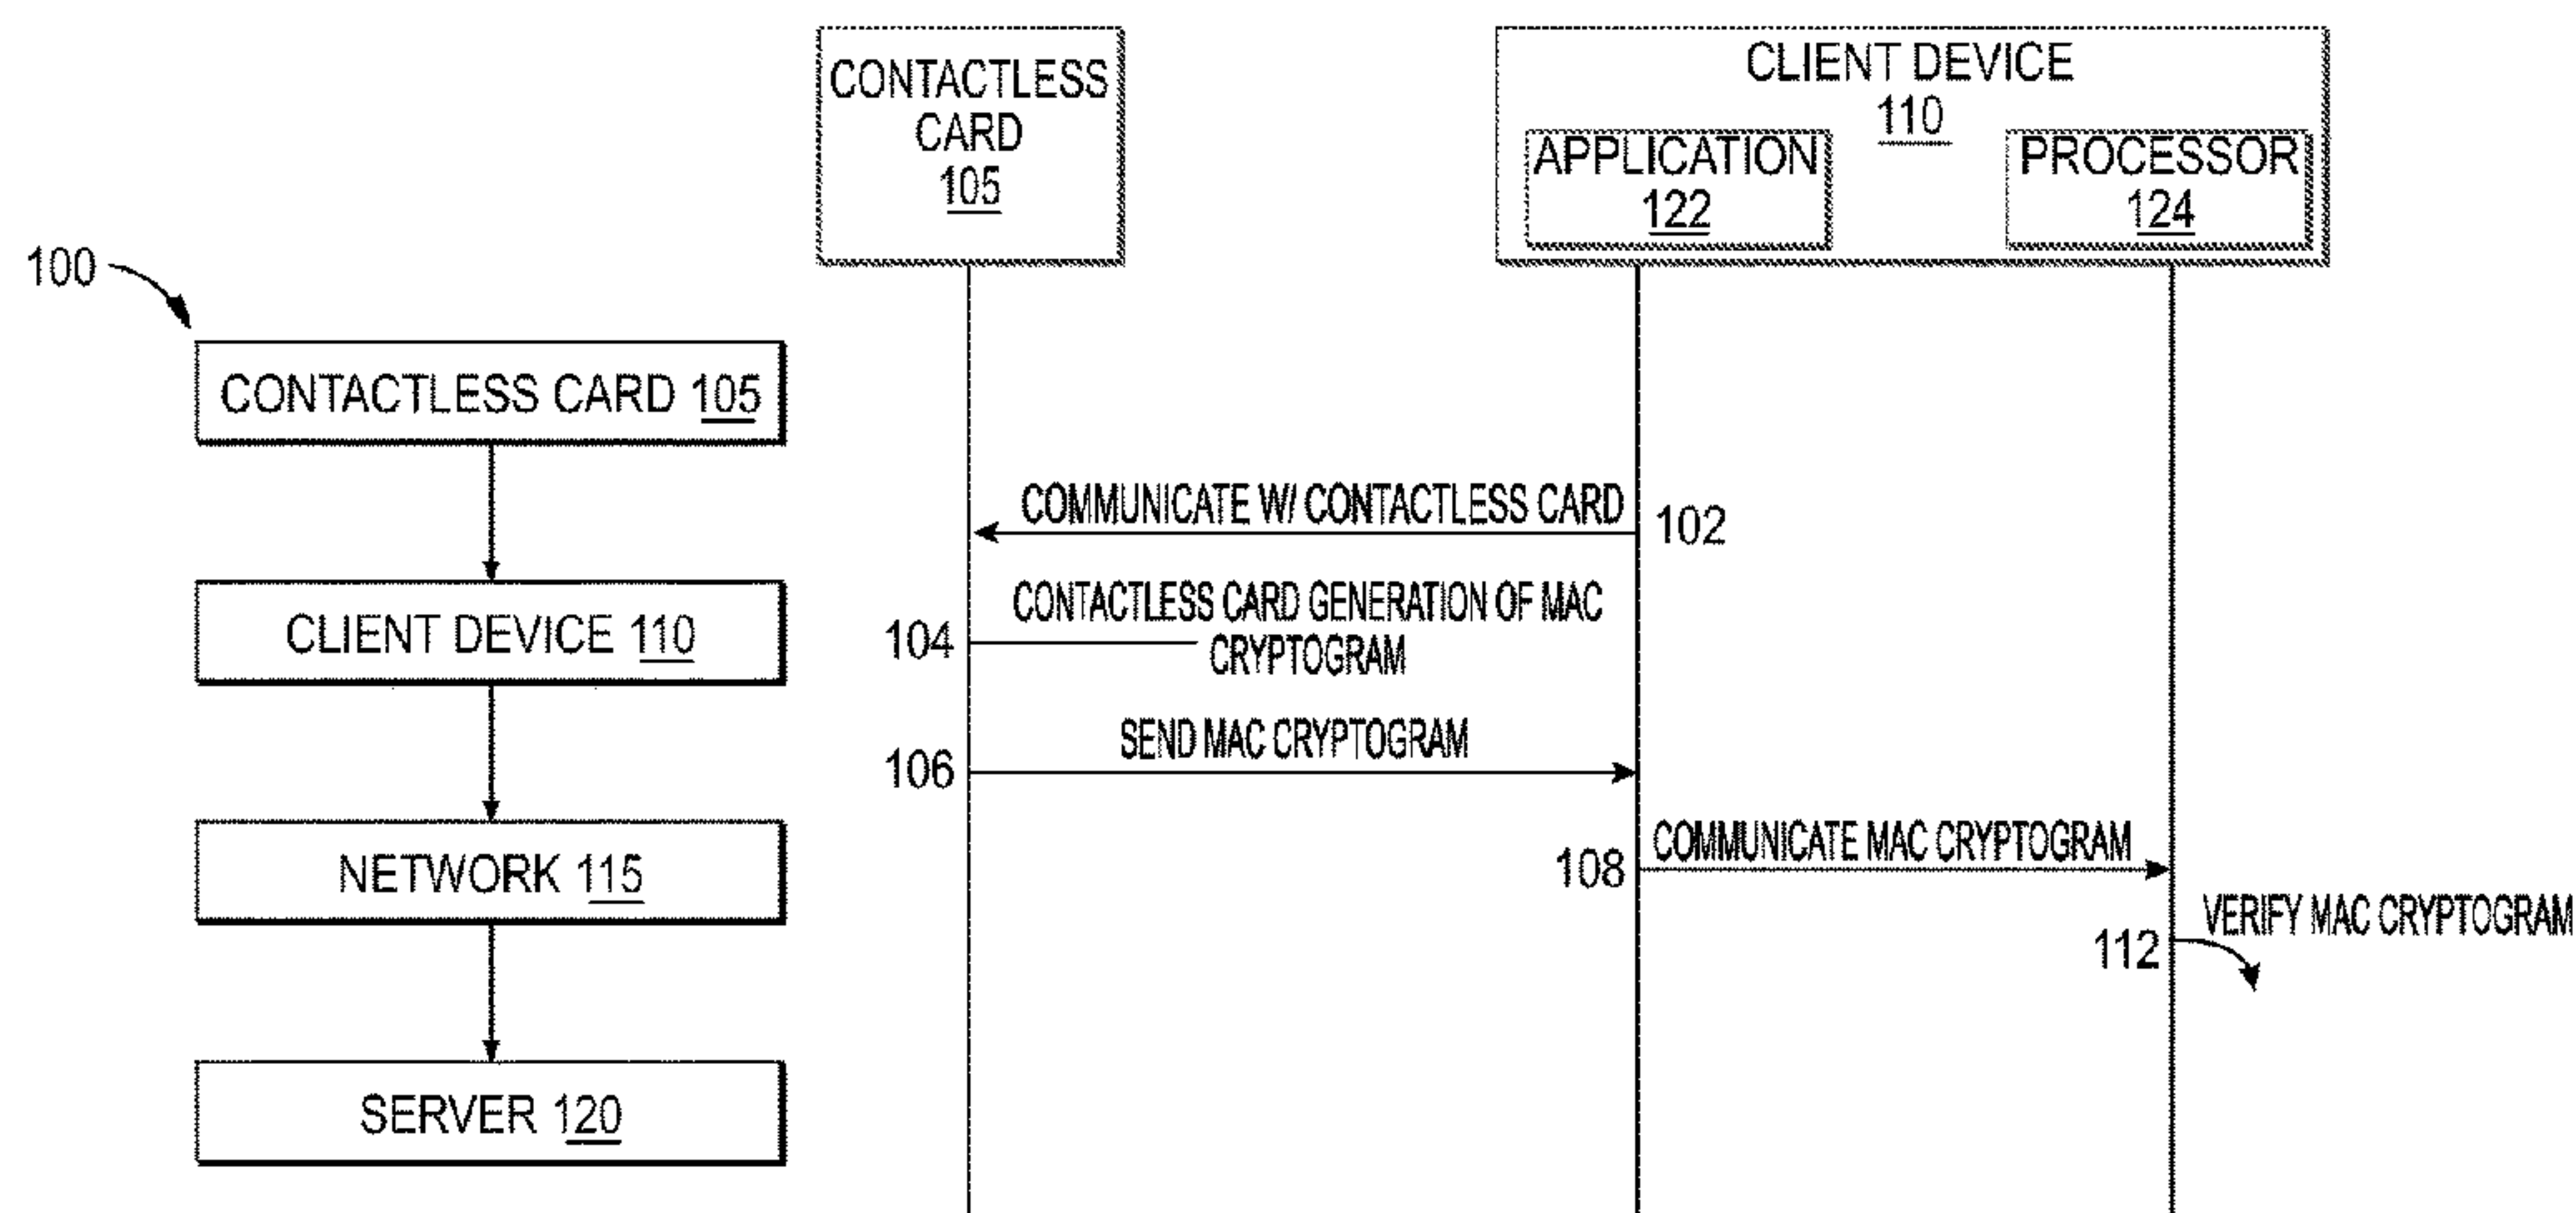 100
CONTACTLESS CARD 105
CLIENT DEVICE 110
NETWORK 115
SERVER 120
CONTACTLESS
CARD
105
CLIENT DEVICE
110
APPLICATION
122
PROCESSOR
124
COMMUNICATE W/ CONTACTLESS CARD
102
CONTACTLESS CARD GENERATION OF MAC
104
CRYPTOGRAM
SEND MAC CRYPTOGRAM
106
COMMUNICATE MAC CRYPTOGRAM
108
VERIFY MAC CRYPTOGRAM
112